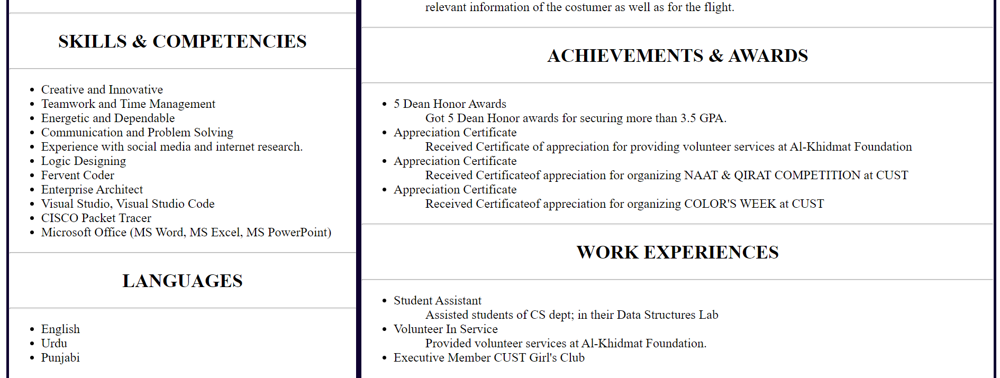 SKILLS & COMPETENCIES
Creative and Innovative
Teamwork and Time Management
Energetic and Dependable
Communication and Problem Solving
Experience with social media and internet research.
Logic Designing
Fervent Coder
Enterprise Architect
Visual Studio, Visual Studio Code
CISCO Packet Tracer
Microsoft Office (MS Word, MS Excel, MS PowerPoint)
LANGUAGES
English
Urdu
Punjabi
relevant information of the costumer as well as for the flight.
ACHIEVEMENTS & AWARDS
5 Dean Honor Awards
Got 5 Dean Honor awards for securing more than 3.5 GPA.
Appreciation Certificate
Received Certificate of appreciation for providing volunteer services at Al-Khidmat Foundation
Appreciation Certificate
Received Certificateof appreciation for organizing NAAT & QIRAT COMPETITION at CUST
Appreciation Certificate
Received Certificateof appreciation for organizing COLOR'S WEEK at CUST
WORK EXPERIENCES
Student Assistant
Assisted students of CS dept; in their Data Structures Lab
Volunteer In Service
Provided volunteer services at Al-Khidmat Foundation.
Executive Member CUST Girl's Club